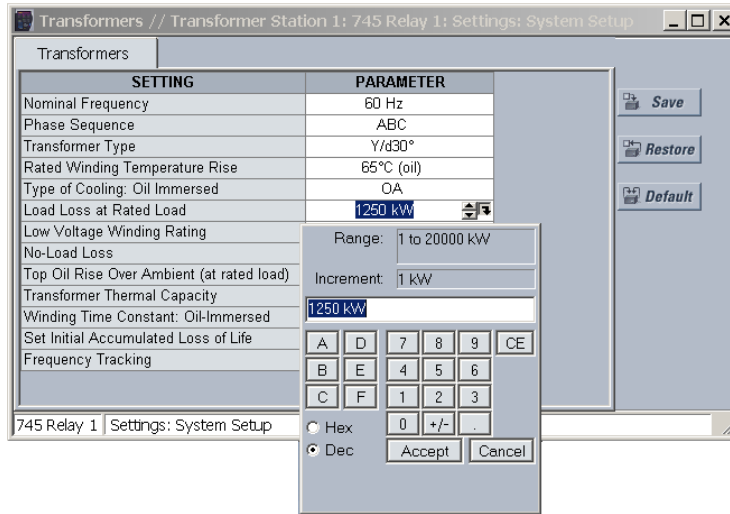 Transformers // Transformer Station 1: 745 Relay 1: Settings: System Setup
Transformers
SETTING PARAMETER
Nominal Frequency 60 Hz
Phase Sequence ABC
Transformer Type Y/d30°
Rated Winding Temperature Rise 65°C (oil)
Type of Cooling: Oil Immersed OA
Load Loss at Rated Load 1250 kW
Low Voltage Winding Rating
No-Load Loss
Top Oil Rise Over Ambient (at rated load)
Transformer Thermal Capacity
Winding Time Constant: Oil-Immersed
Set Initial Accumulated Loss of Life
Frequency Tracking
Save
Restore
Default
Range: 1 to 20000 kW
Increment: 1 kW
1250 kW
A D 7 8 9 CE
B E 4 5 6
C F 1 2 3
Hex 0 +/- .
Dec Accept Cancel
745 Relay 1 Settings: System Setup